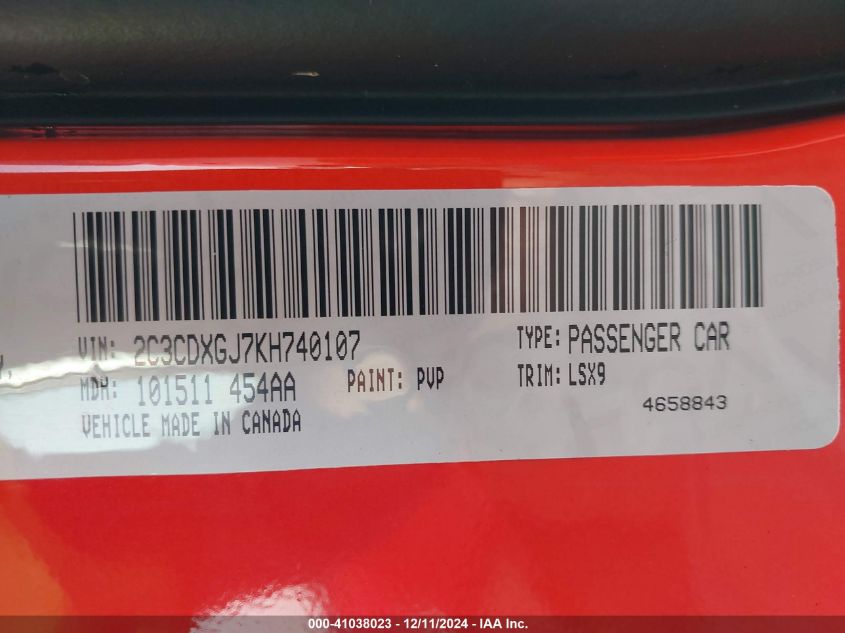 VIN: 2C3CDXGJ7KH740107
TYPE: PASSENGER CAR
MDH: 101511 454AA
PAINT: PVP
TRIM: LSX9
4658843
VEHICLE MADE IN CANADA
000-41038023 - 12/11/2024 - IAA Inc.